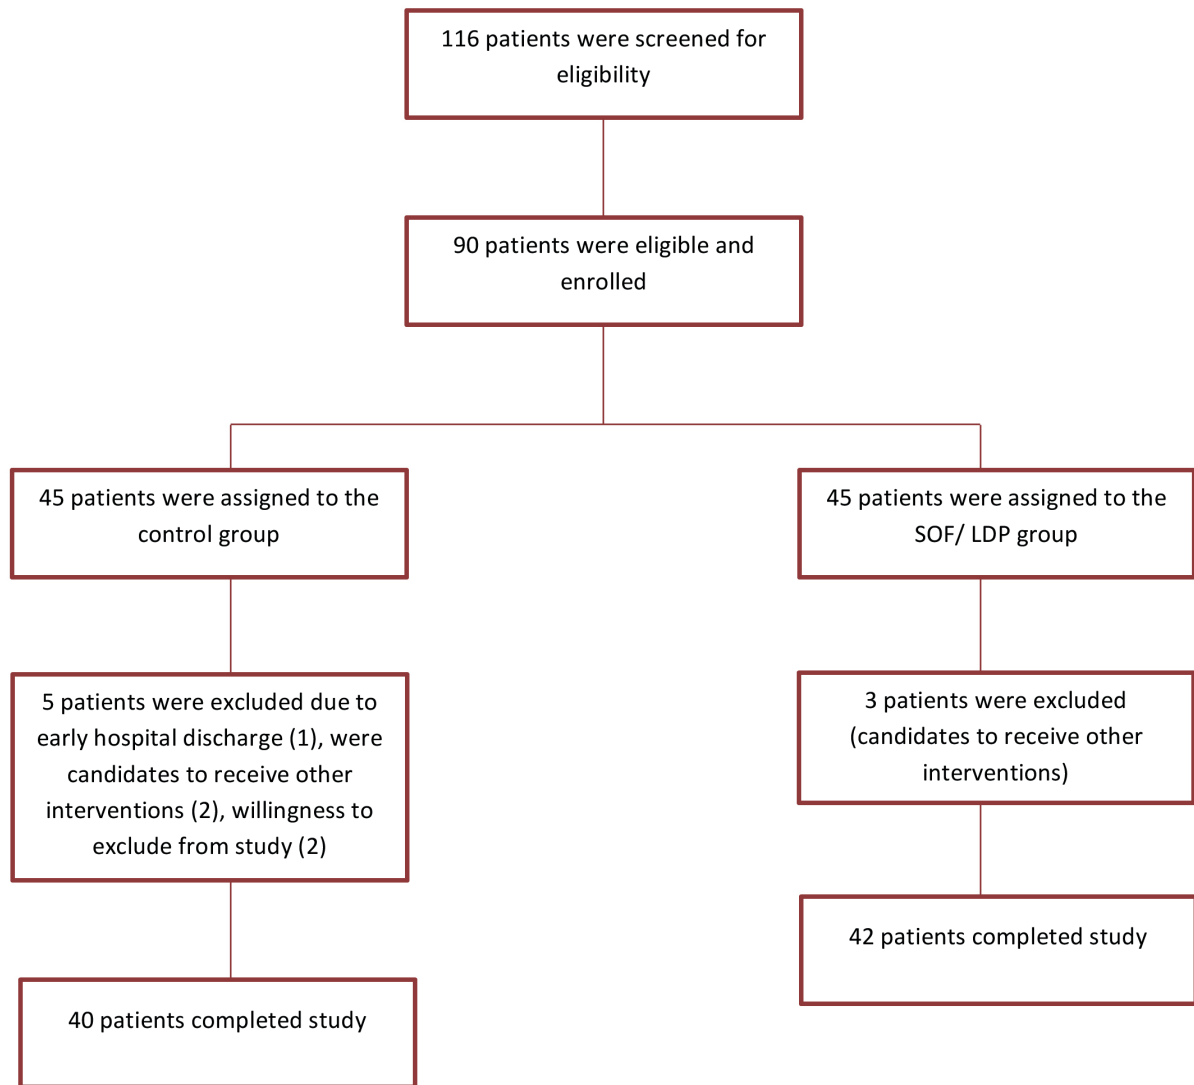 116 patients were screened for
eligibility
90 patients were eligible and
enrolled
45 patients were assigned to the
control group
45 patients were assigned to the
SOF/ LDP group
5 patients were excluded due to
early hospital discharge (1), were
candidates to receive other
interventions (2), willingness to
exclude from study (2)
3 patients were excluded
(candidates to receive other
interventions)
42 patients completed study
40 patients completed study